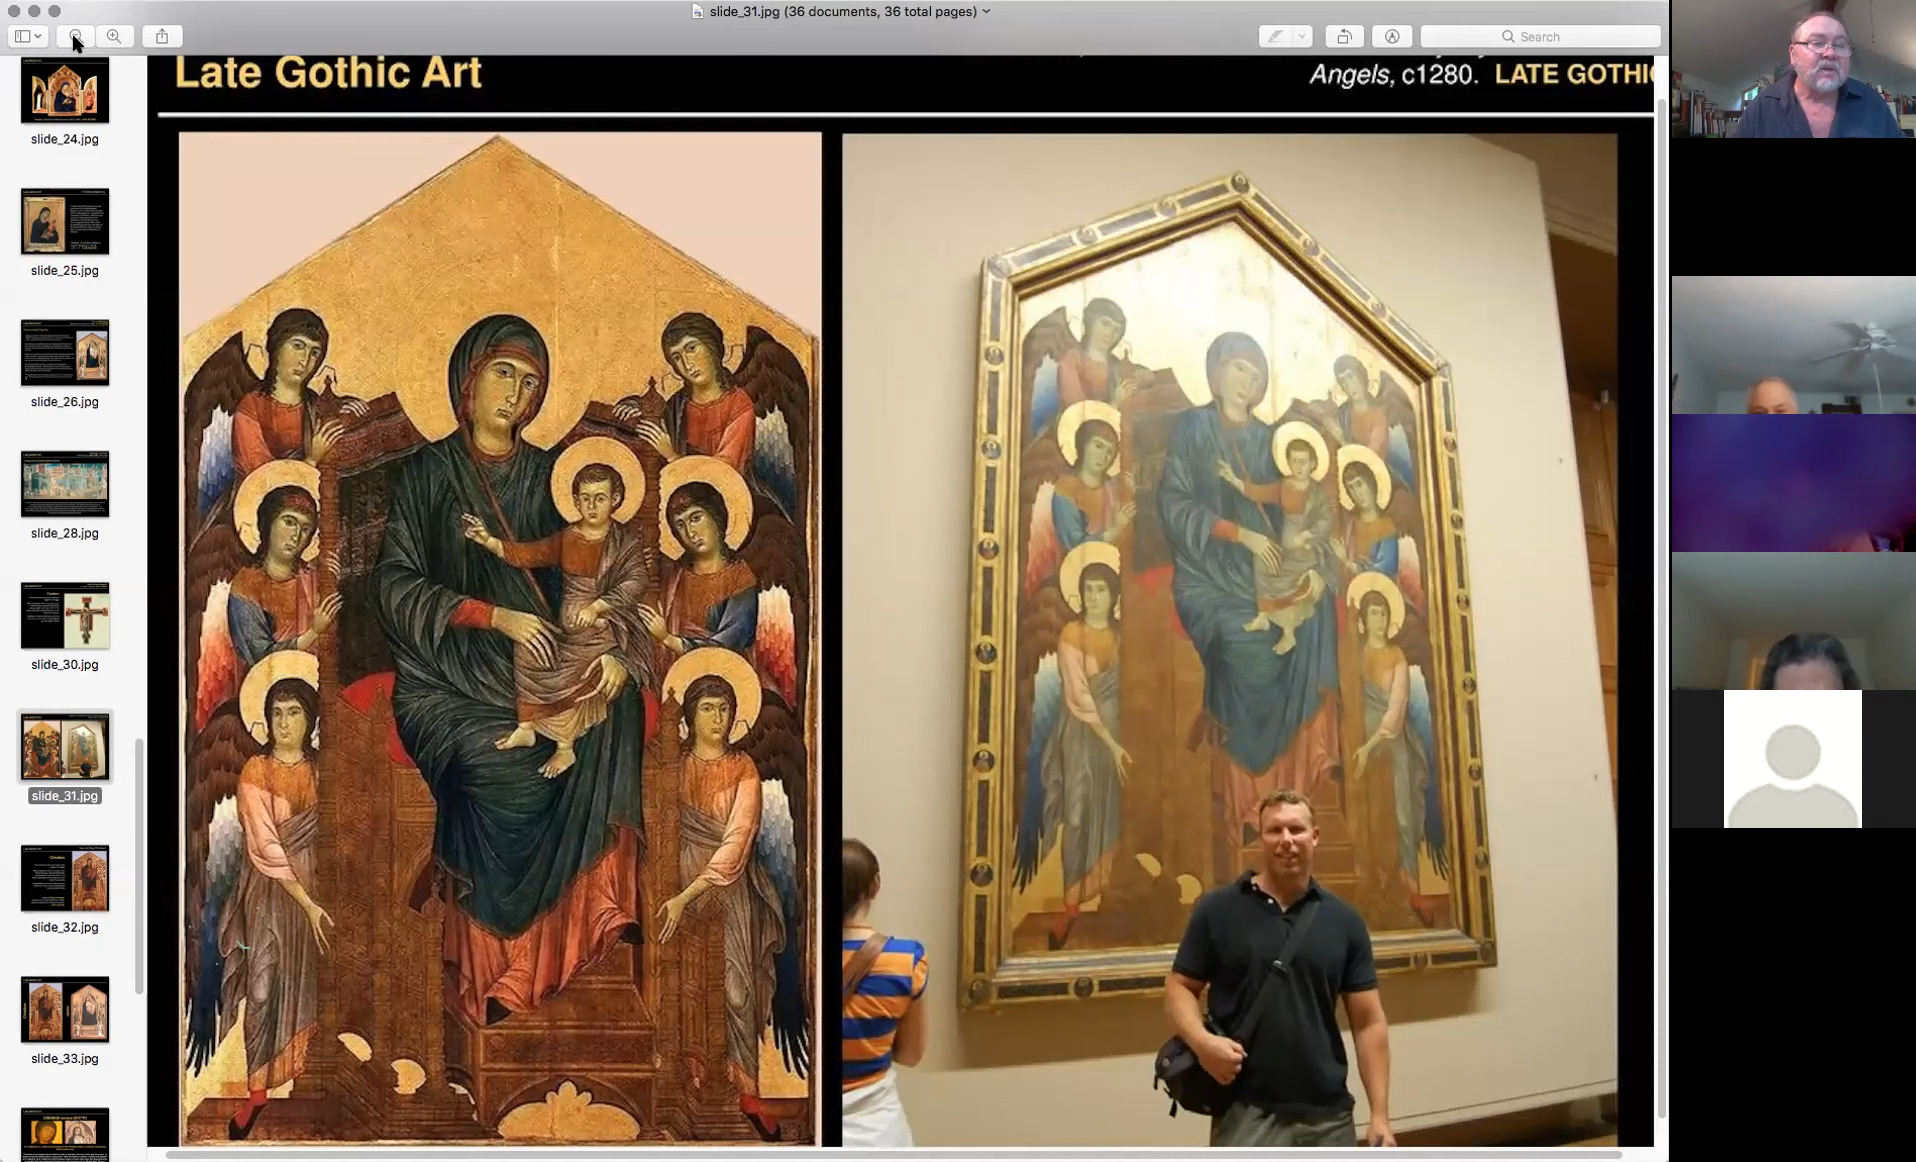 slide_31.jpg (36 documents, 36 total pages)
Search
slide_24.jpg
slide_25.jpg
slide_26.jpg
slide_28.jpg
slide_30.jpg
slide_31.jpg
slide_32.jpg
slide_33.jpg
Late Gothic Art
Angels, c1280. LATE GOTHIC